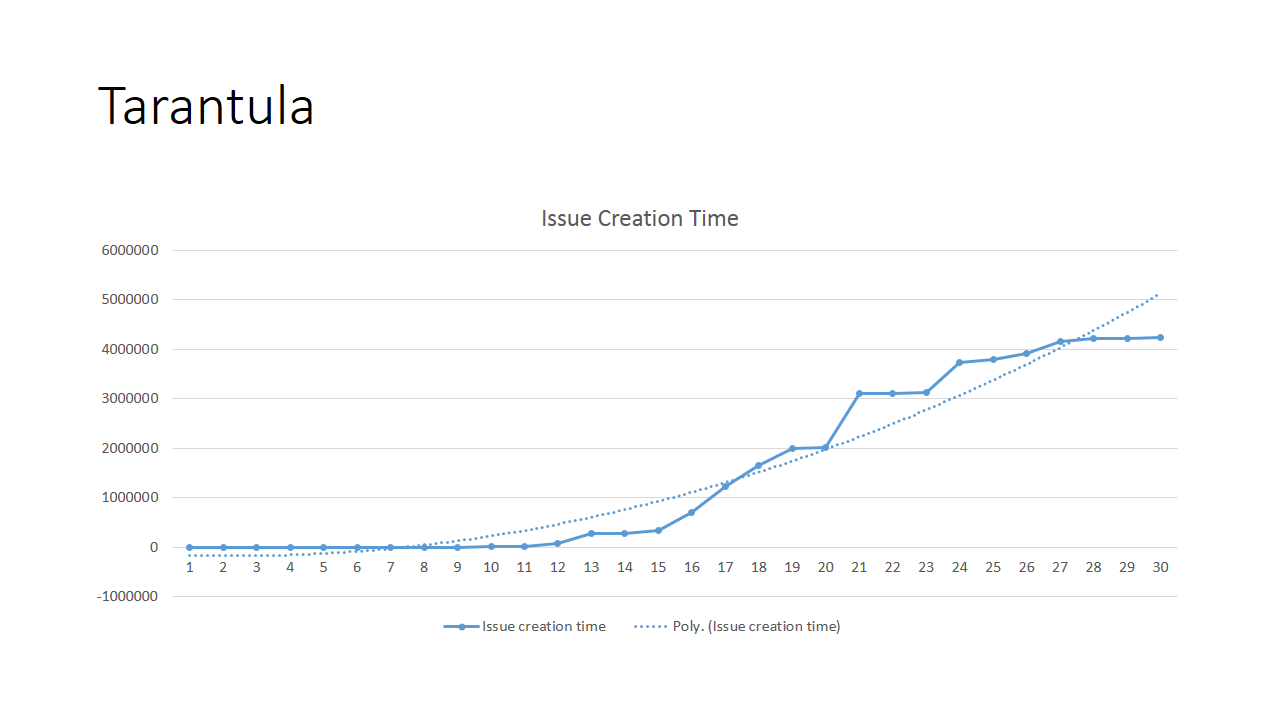 Tarantula
Issue Creation Time
6000000
5000000
4000000
3000000
2000000
1000000
0
-1000000
1 2 3 4 5 6 7 8 9 10 11 12 13 14 15 16 17 18 19 20 21 22 23 24 25 26 27 28 29 30
Issue creation time Poly. (Issue creation time)